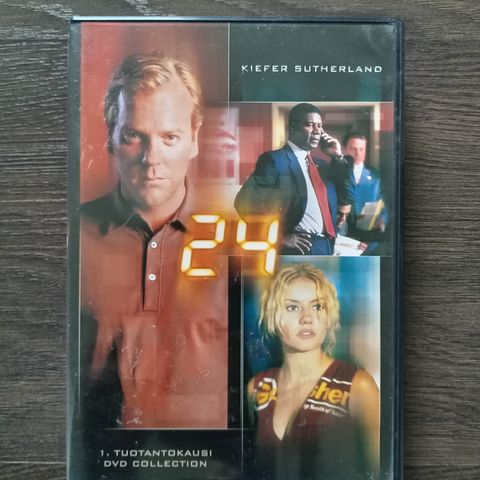 KIEFER SUTHERLAND
24
1. TUOTANTOKAUSI
DVD COLLECTION